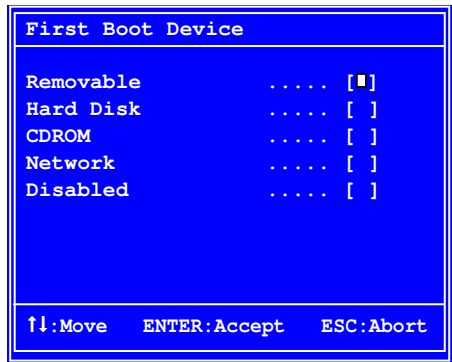 First Boot Device
Removable ..... [■]
Hard Disk ..... [ ]
CDROM ..... [ ]
Network ..... [ ]
Disabled ..... [ ]
↑↓:Move ENTER:Accept ESC:Abort